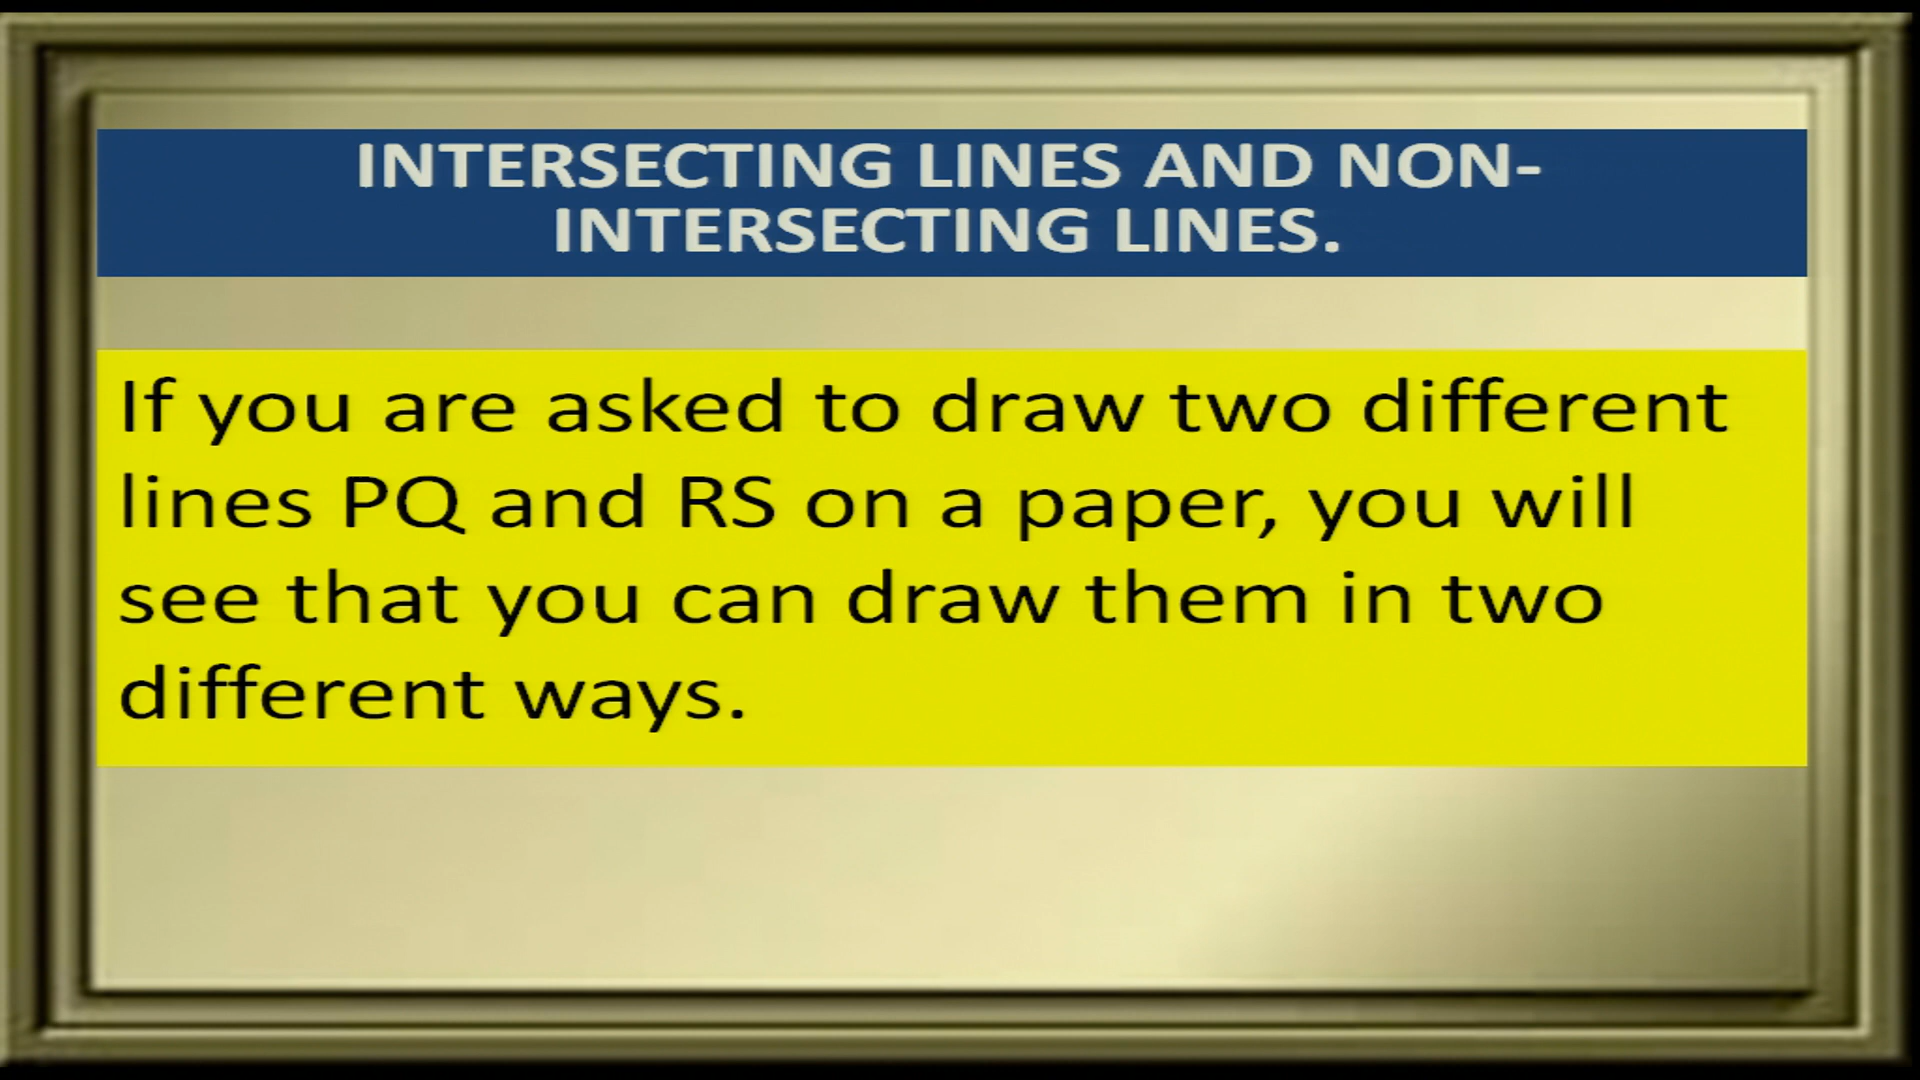 INTERSECTING LINES AND NON-
INTERSECTING LINES.
If you are asked to draw two different
lines PQ and RS on a paper, you will
see that you can draw them in two
different ways.